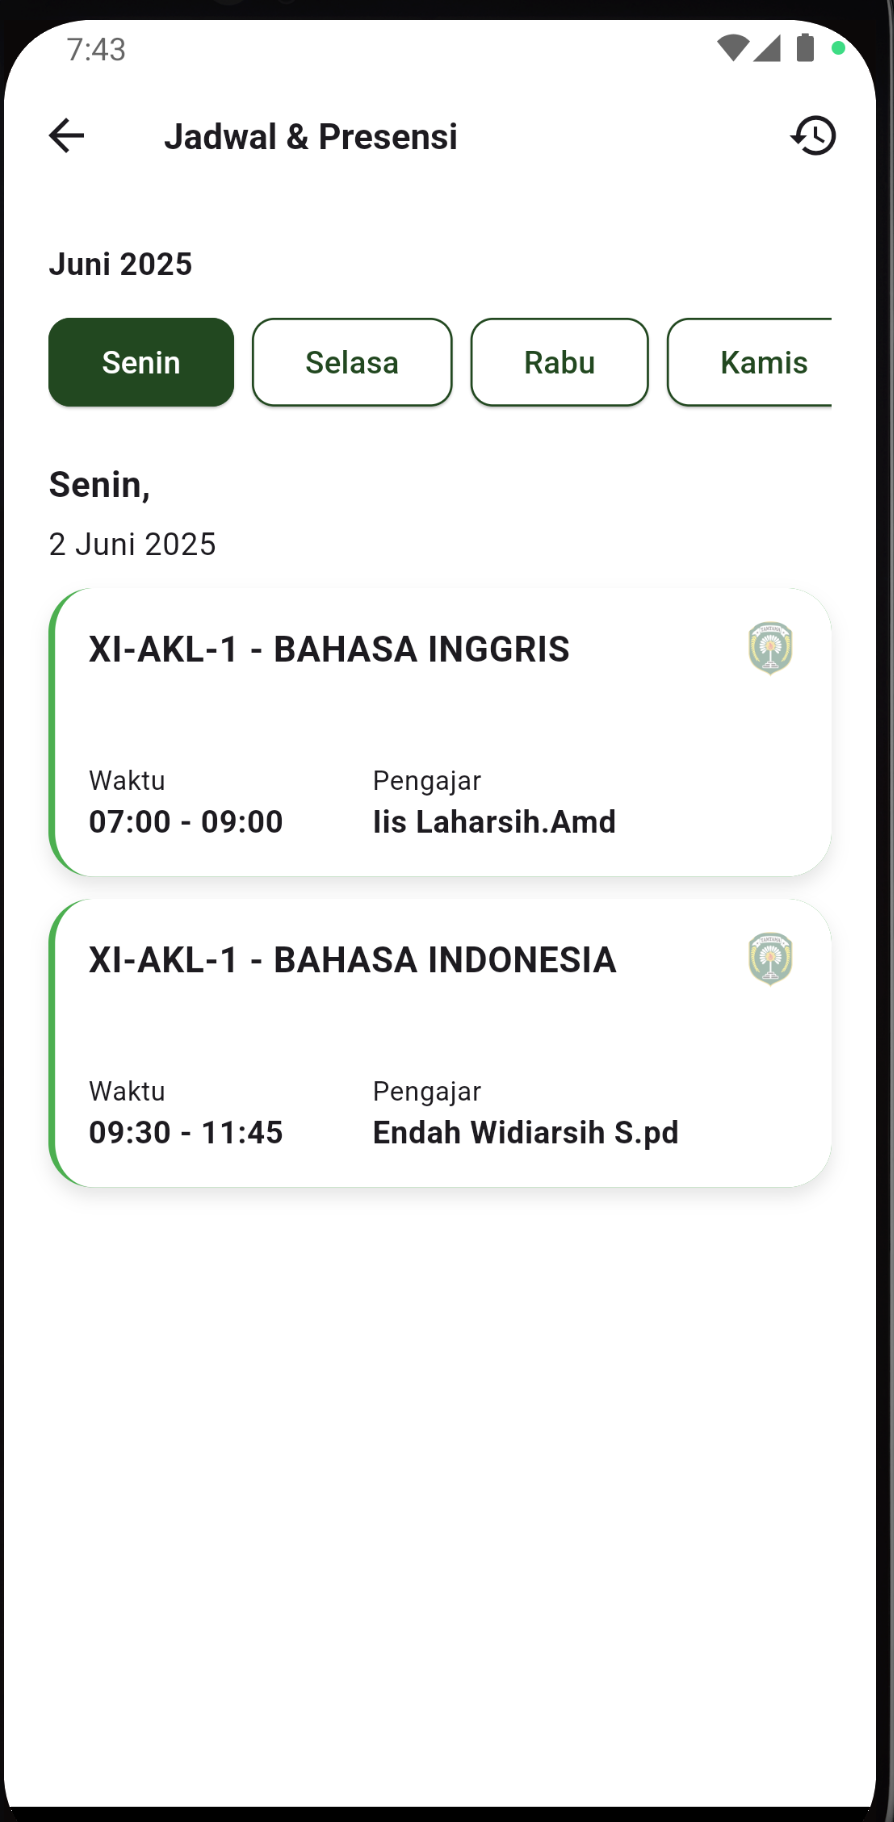 7:43
Jadwal & Presensi
Juni 2025
Senin Selasa Rabu Kamis
Senin,
2 Juni 2025
XI-AKL-1 - BAHASA INGGRIS
Waktu Pengajar
07:00 - 09:00 Iis Laharsih.Amd
XI-AKL-1 - BAHASA INDONESIA
Waktu Pengajar
09:30 - 11:45 Endah Widiarsih S.pd